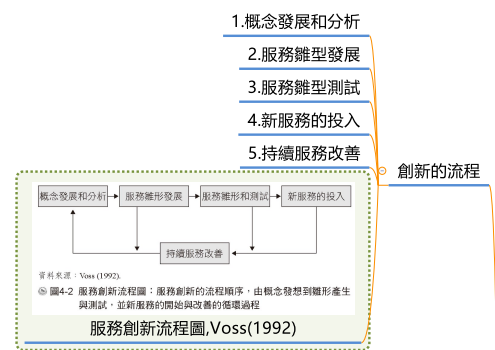 1.概念發展和分析
2.服務雛型發展
3.服務雛型測試
4.新服務的投入
5.持續服務改善
創新的流程
概念發展和分析
服務雛形發展
服務雛形和測試
新服務的投入
持續服務改善
資料來源：Voss (1992).
圖4-2 服務創新流程圖：服務創新的流程順序，由概念發想到雛形產生
與測試，並新服務的開始與改善的循環過程
服務創新流程圖,Voss(1992)